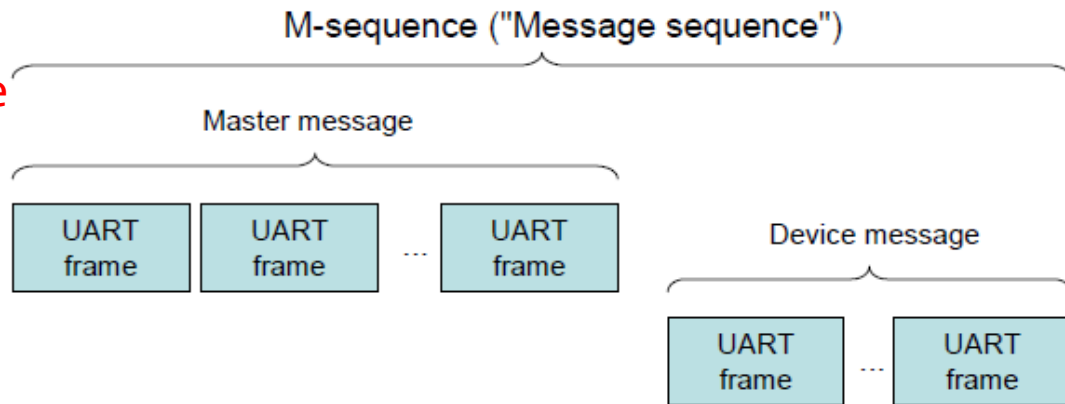 M-sequence ("Message sequence")
e
Master message
UART UART ... UART
frame frame frame
Device message
UART ... UART
frame frame